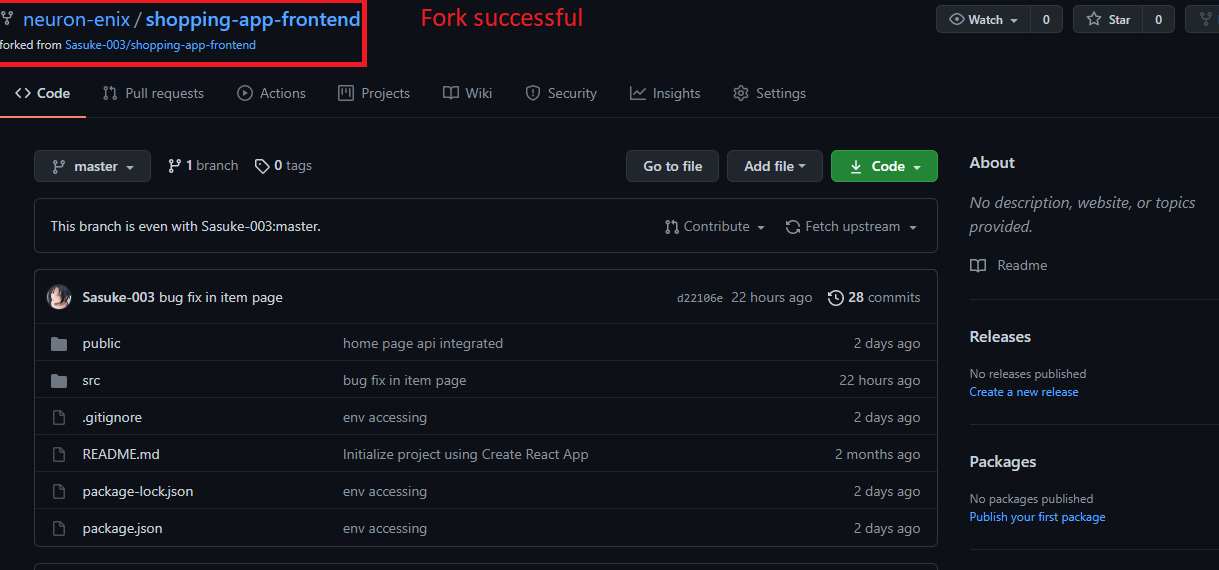 neuron-enix / shopping-app-frontend
Fork successful
Watch 0
Star 0
forked from Sasuke-003/shopping-app-frontend
Code Pull requests Actions Projects Wiki Security Insights Settings
master 1 branch 0 tags
Go to file Add file Code
About
No description, website, or topics
provided.
This branch is even with Sasuke-003:master.
Contribute Fetch upstream
Readme
Sasuke-003 bug fix in item page d22106e 22 hours ago 28 commits
public home page api integrated 2 days ago
src bug fix in item page 22 hours ago
.gitignore env accessing 2 days ago
README.md Initialize project using Create React App 2 months ago
package-lock.json env accessing 2 days ago
package.json env accessing 2 days ago
Releases
No releases published
Create a new release
Packages
No packages published
Publish your first package